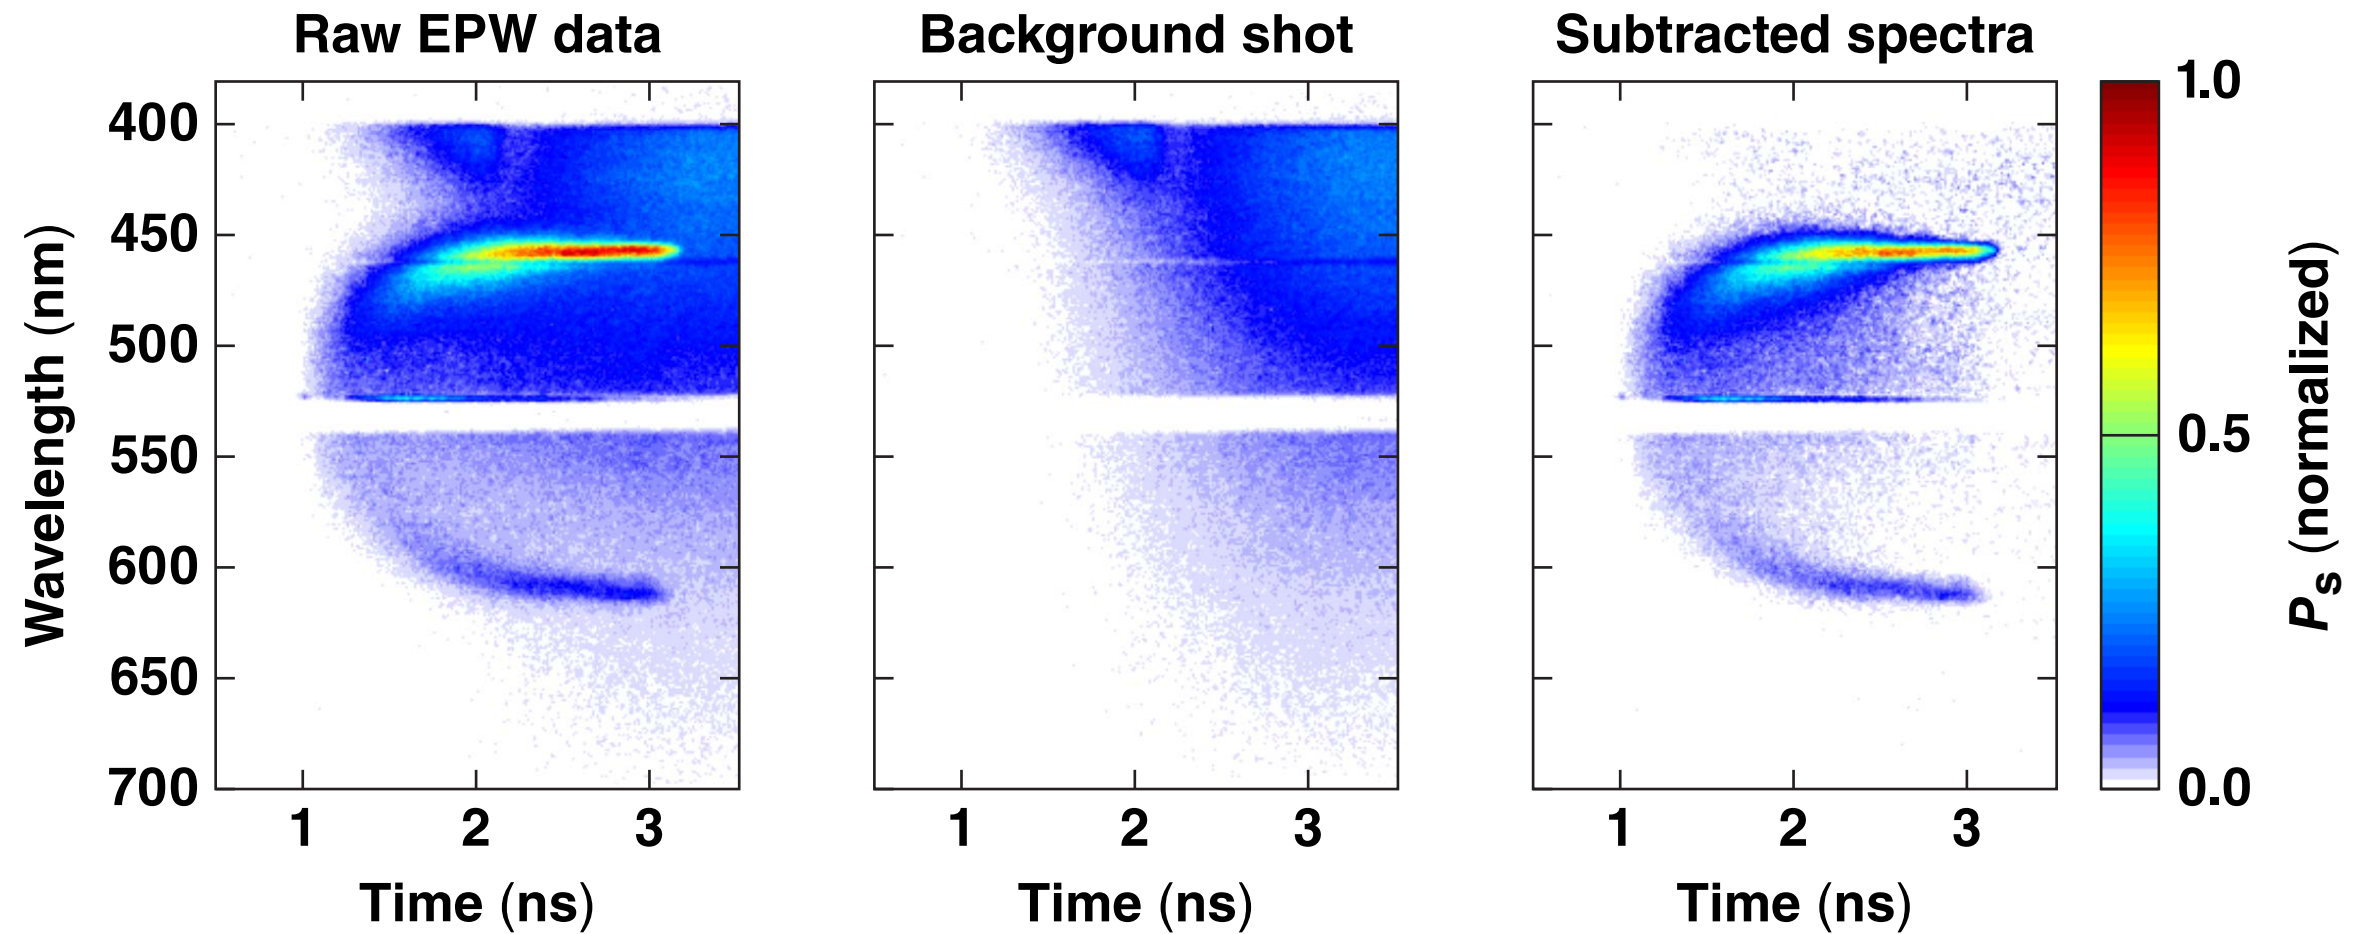 Raw EPW data
Background shot
Subtracted spectra
Wavelength (nm)
400
450
500
550
600
650
700
1 2 3
1 2 3
1 2 3
Time (ns)
Time (ns)
Time (ns)
1.0
0.5
0.0
Ps (normalized)